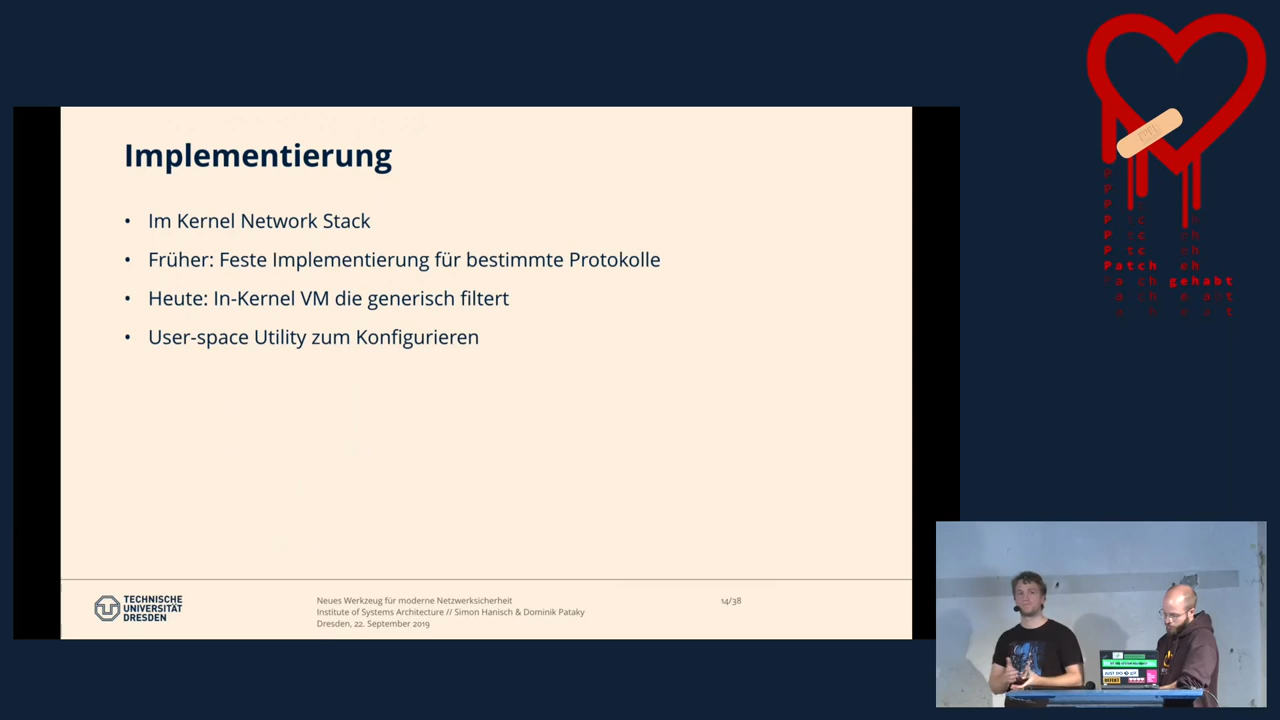 Implementierung
• Im Kernel Network Stack
• Früher: Feste Implementierung für bestimmte Protokolle
• Heute: In-Kernel VM die generisch filtert
• User-space Utility zum Konfigurieren
TECHNISCHE
UNIVERSITÄT
DRESDEN
Neues Werkzeug für moderne Netzwerksicherheit
Institute of Systems Architecture // Simon Hanisch & Dominik Pataky
Dresden, 22. September 2019
14/38
Patch gehabt